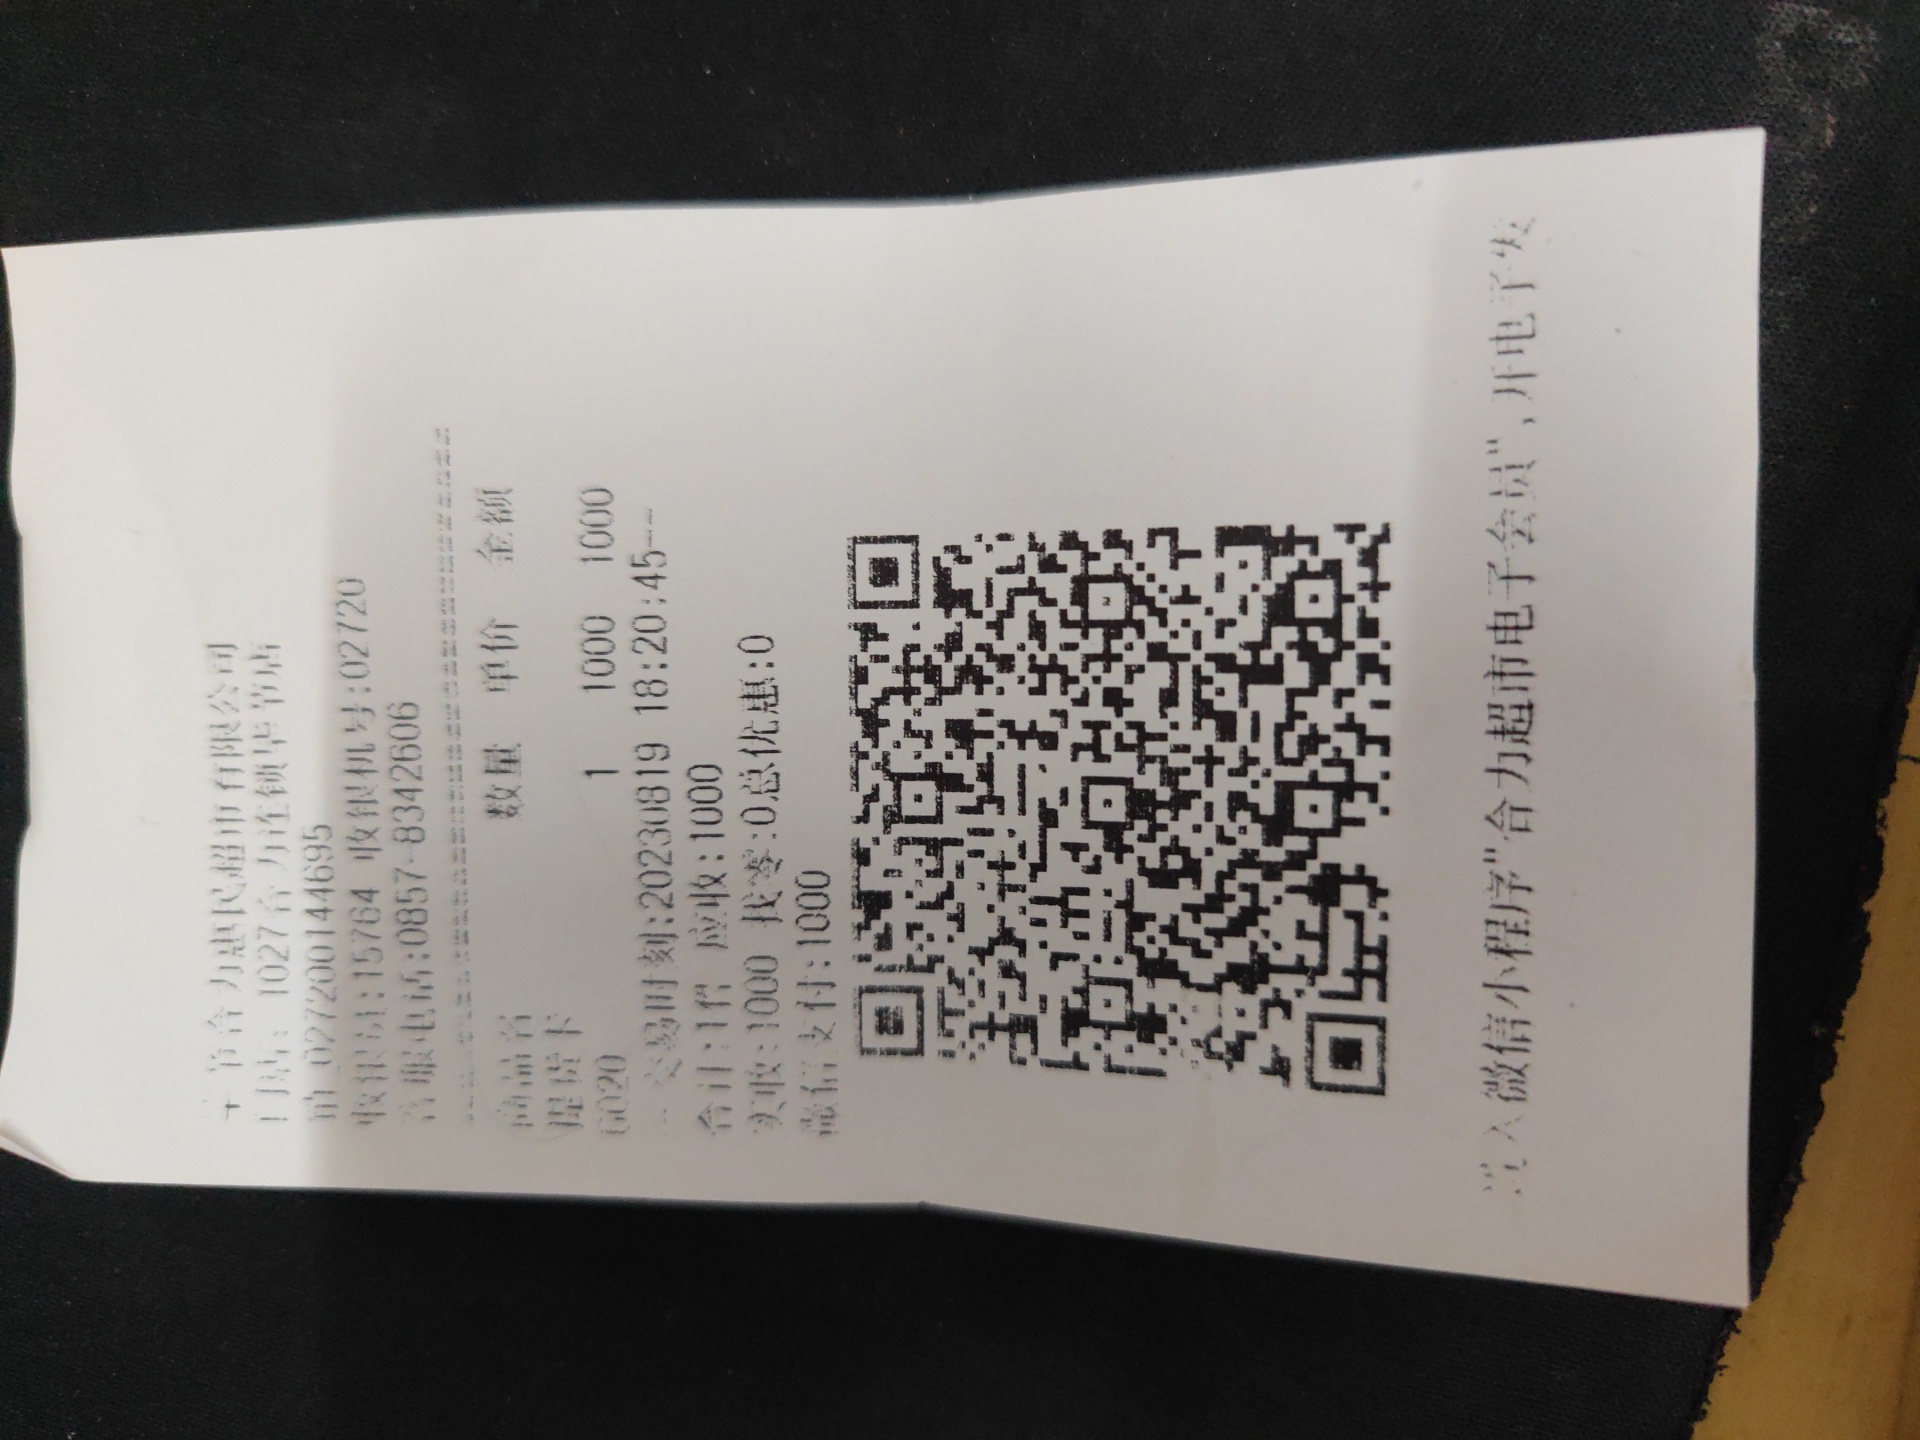 节合力惠民超市有限公司
门店: 1027合力连锁毕节店
销 027200144695
收银员:15764 收银机号:02720
客服电话:0857-8342606
商品名 数量 单价 金额
提货卡
6020 1 1000 1000
交易时刻:20230819 18:20:45--
合计:1件 应收:1000
实收:1000 找零:0总优惠:0
微信支付:1000
入微信小程序"合力超市电子会员",开电子发